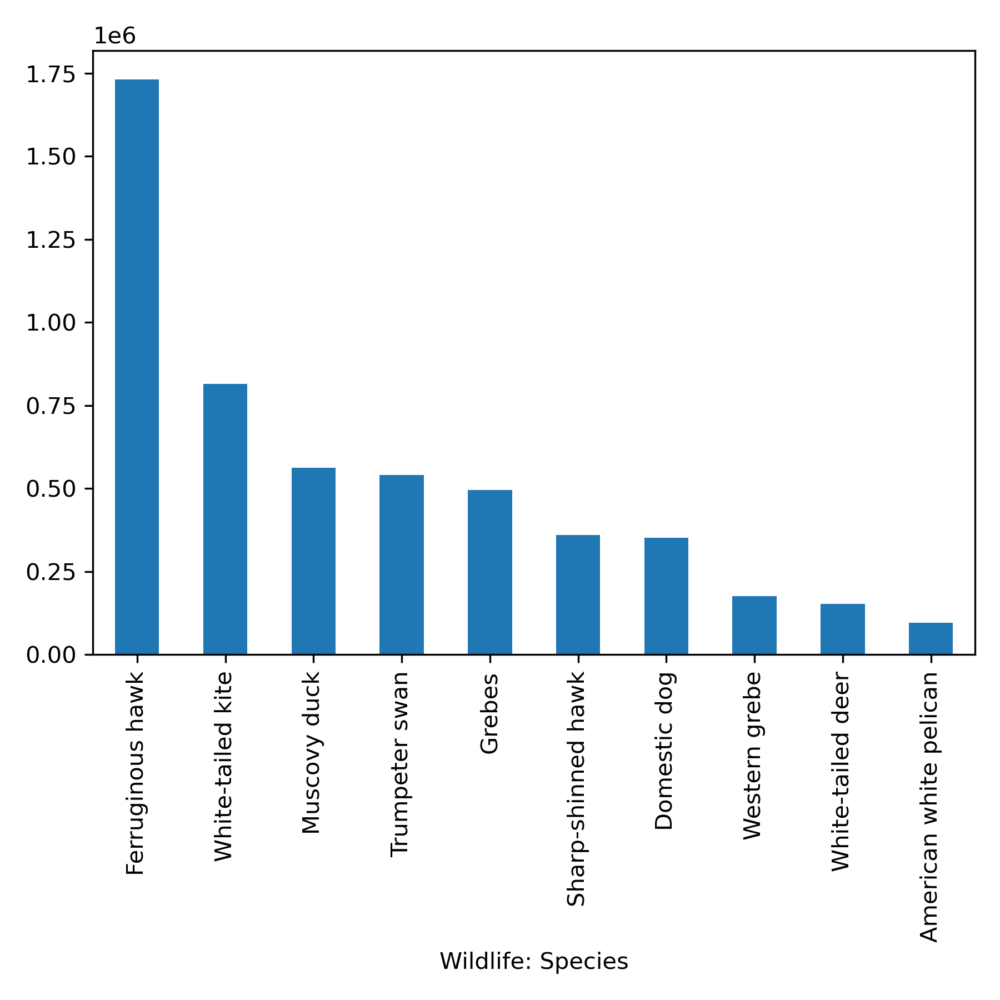 1e6
1.75
1.50
1.25
1.00
0.75
0.50
0.25
0.00
Ferruginous hawk
White-tailed kite
Muscovy duck
Trumpeter swan
Grebes
Sharp-shinned hawk
Domestic dog
Western grebe
White-tailed deer
American white pelican
Wildlife: Species